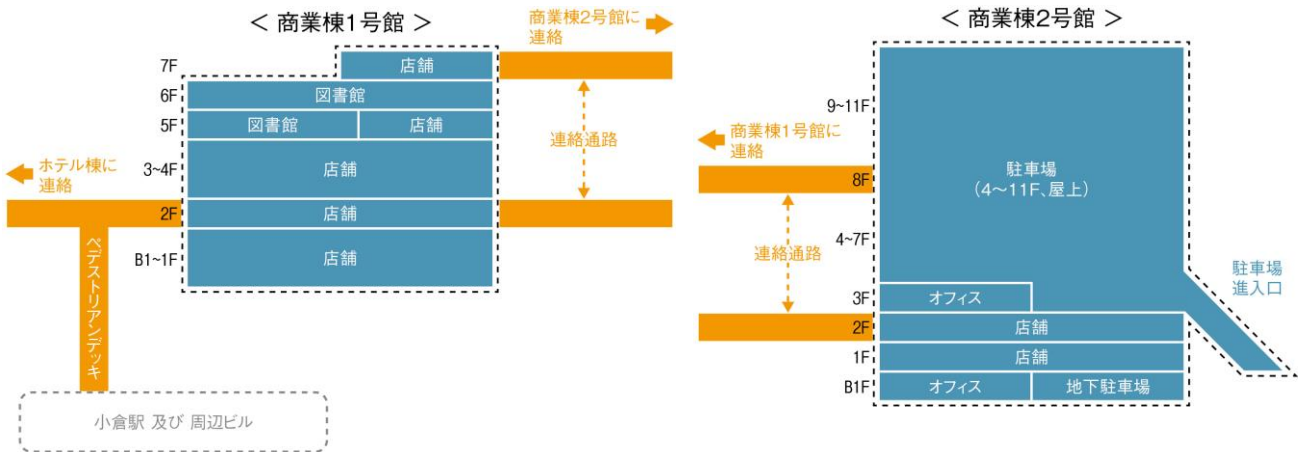 < 商業棟1号館 >
商業棟2号館に
連絡
7F
店舗
6F
図書館
5F
図書館
店舗
3~4F
店舗
連絡通路
ホテル棟に
連絡
2F
店舗
B1~1F
店舗
ペデストリアンデッキ
小倉駅 及び 周辺ビル
< 商業棟2号館 >
9~11F
商業棟1号館に
連絡
8F
駐車場
(4～11F、屋上)
4~7F
連絡通路
駐車場
進入口
3F
オフィス
2F
店舗
1F
店舗
B1F
オフィス
地下駐車場